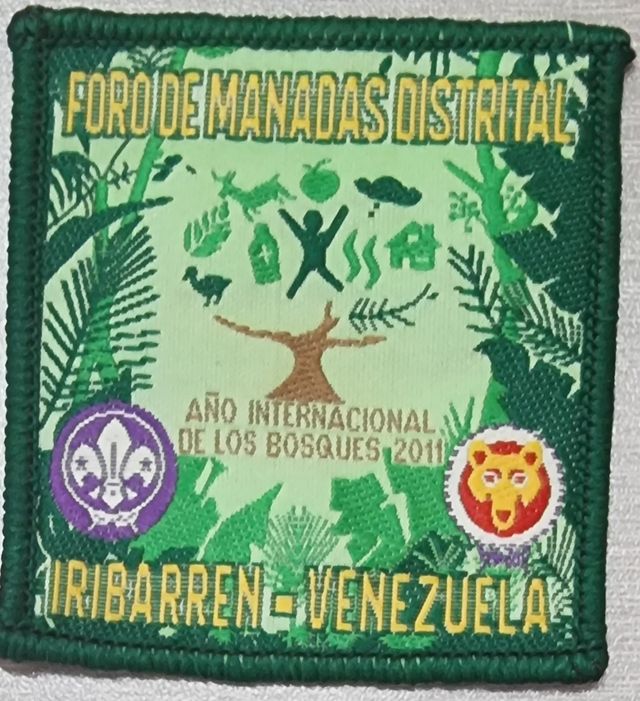 FORO DE MANADAS DISTRITAL
AÑO INTERNACIONAL
DE LOS BOSQUES 2011
IRIBARREN - VENEZUELA